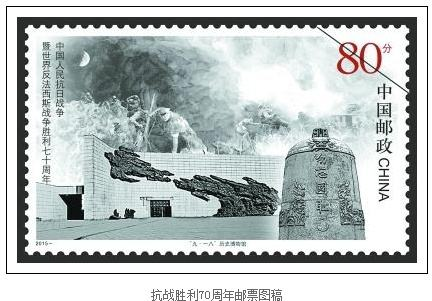 中国人民抗日战争
暨世界反法西斯战争胜利七十周年
80分
中国邮政
CHINA
2015-
"九·一八"历史博物馆
抗战胜利70周年邮票图稿